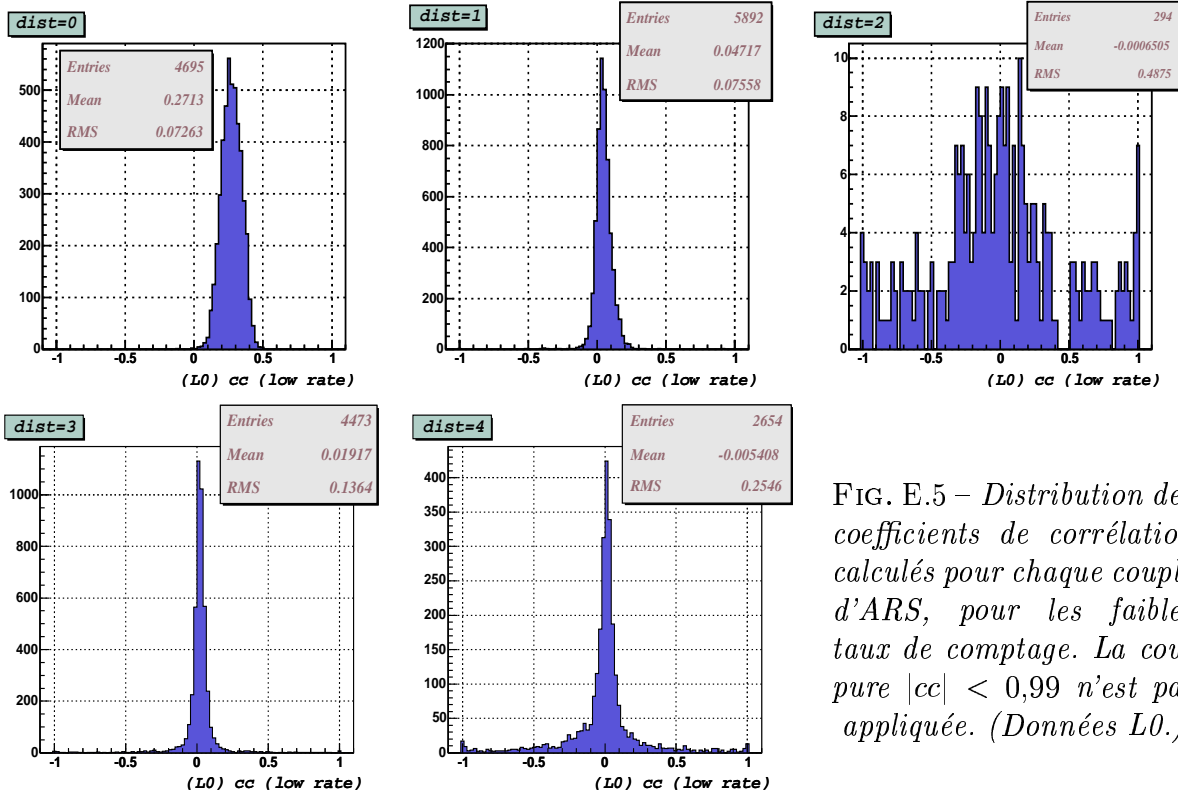 dist=0
Entries 4695
Mean 0.2713
RMS 0.07263
500
400
300
200
100
0
-1 -0.5 0 0.5 1
(L0) cc (low rate)
dist=1
Entries 5892
Mean 0.04717
RMS 0.07558
1200
1000
800
600
400
200
0
-1 -0.5 0 0.5 1
(L0) cc (low rate)
dist=2
Entries 294
Mean -0.0006505
RMS 0.4875
10
8
6
4
2
0
-1 -0.5 0 0.5 1
(L0) cc (low rate)
dist=3
Entries 4473
Mean 0.01917
RMS 0.1364
1000
800
600
400
200
0
-1 -0.5 0 0.5 1
(L0) cc (low rate)
dist=4
Entries 2654
Mean -0.005408
RMS 0.2546
400
350
300
250
200
150
100
50
0
-1 -0.5 0 0.5 1
(L0) cc (low rate)
FIG. E.5 – Distribution de
coefficients de corrélatio
calculés pour chaque coupl
d'ARS, pour les faible
taux de comptage. La cou
pure |cc| < 0,99 n'est pa
appliquée. (Données L0.)